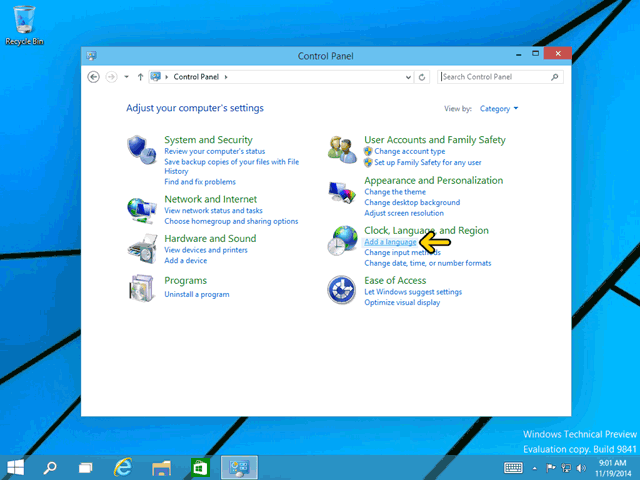 Recycle Bin
Control Panel
Control Panel
Search Control Panel
Adjust your computer's settings
View by: Category
System and Security
Review your computer's status
Save backup copies of your files with File
History
Find and fix problems
Network and Internet
View network status and tasks
Choose homegroup and sharing options
Hardware and Sound
View devices and printers
Add a device
Programs
Uninstall a program
User Accounts and Family Safety
Change account type
Set up Family Safety for any user
Appearance and Personalization
Change the theme
Change desktop background
Adjust screen resolution
Clock, Language, and Region
Add a language
Change input methods
Change date, time, or number formats
Ease of Access
Let Windows suggest settings
Optimize visual display
Windows Technical Preview
Evaluation copy. Build 9841
9:01 AM
11/19/2014